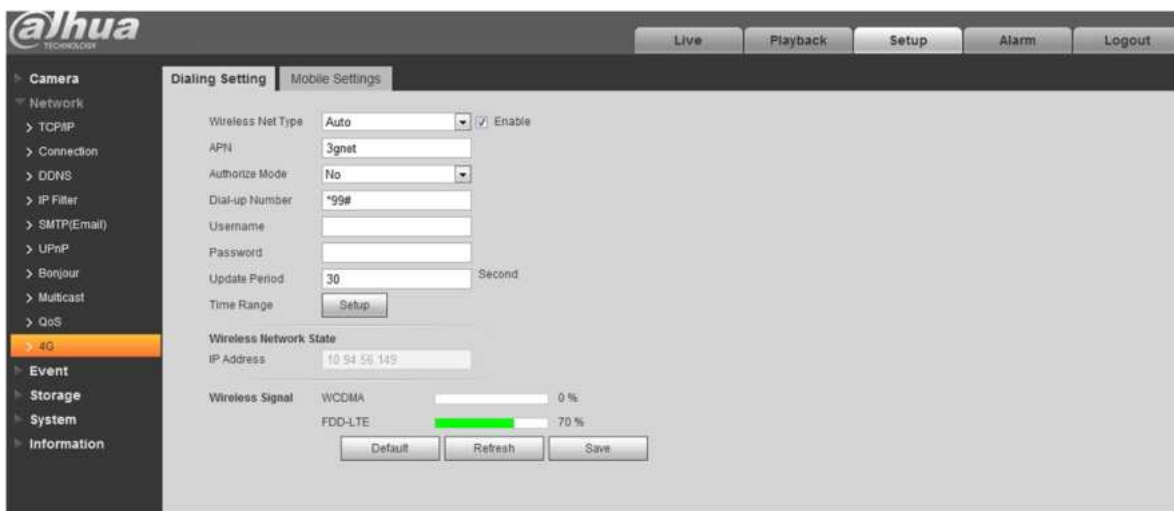 alhua
TECHNOLOGY
Live Playback Setup Alarm Logout
Camera
Network
TCP/IP
Connection
DDNS
IP Filter
SMTP(Email)
UPnP
Bonjour
Multicast
QoS
4G
Event
Storage
System
Information
Dialing Setting Mobile Settings
Wireless Net Type Auto Enable
APN 3gnet
Authorize Mode No
Dial-up Number *99#
Username
Password
Update Period 30 Second
Time Range Setup
Wireless Network State
IP Address 10 .94 .56 .149
Wireless Signal WCDMA 0 %
FDD-LTE 70 %
Default Refresh Save